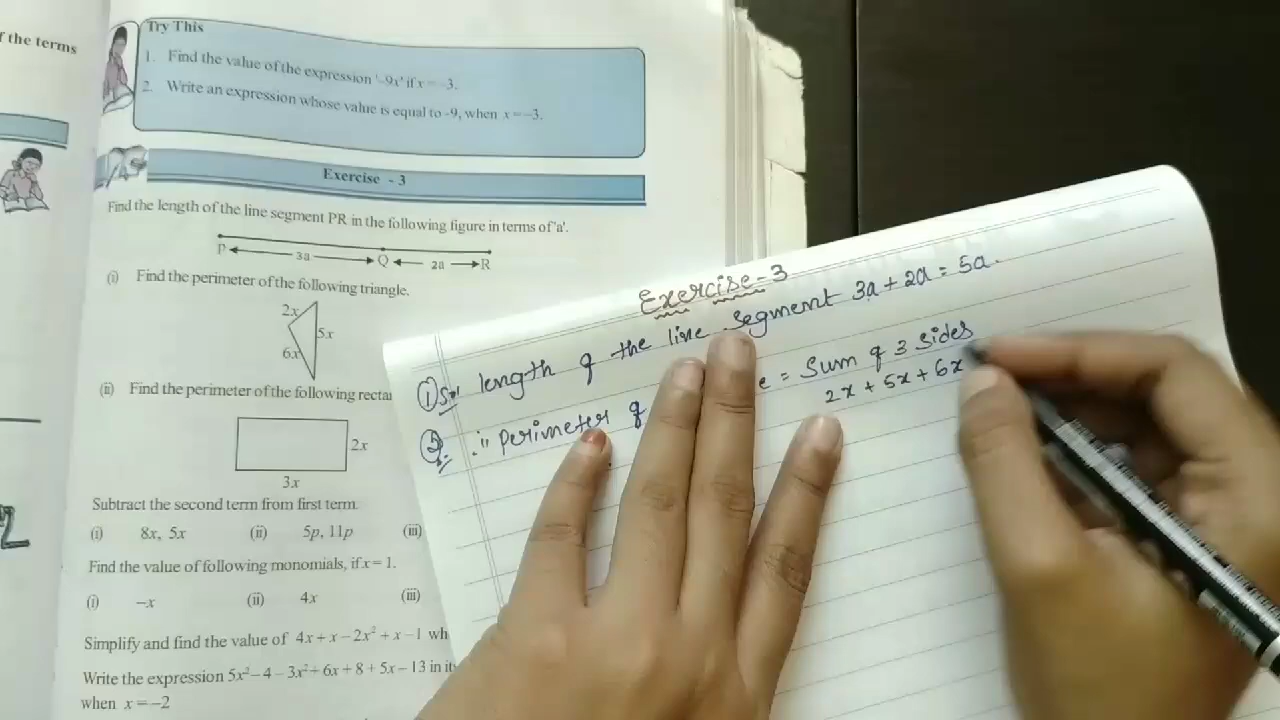 f the terms
Try This
1. Find the value of the expression '-9x' if x = -3.
2. Write an expression whose value is equal to -9, when x = -3.
Exercise - 3
Find the length of the line segment PR in the following figure in terms of 'a'.
P 3a Q 2a R
(i) Find the perimeter of the following triangle.
2x
5x
6x
(ii) Find the perimeter of the following
2x
3x
Subtract the second term from first term.
(i) 8x, 5x (ii) 5p, 11p (iii)
Find the value of following monomials, if x = 1.
(i) -x (ii) 4x (iii)
Simplify and find the value of 4x + x - 2x² + x - 1
Write the expression 5x² - 4 - 3x² + 6x + 8 + 5x - 13 in
when x = -2
Exercise-3
① Sol length of the line segment 3a + 2a = 5a.
② perimeter of = Sum of 3 sides
2x + 5x + 6x